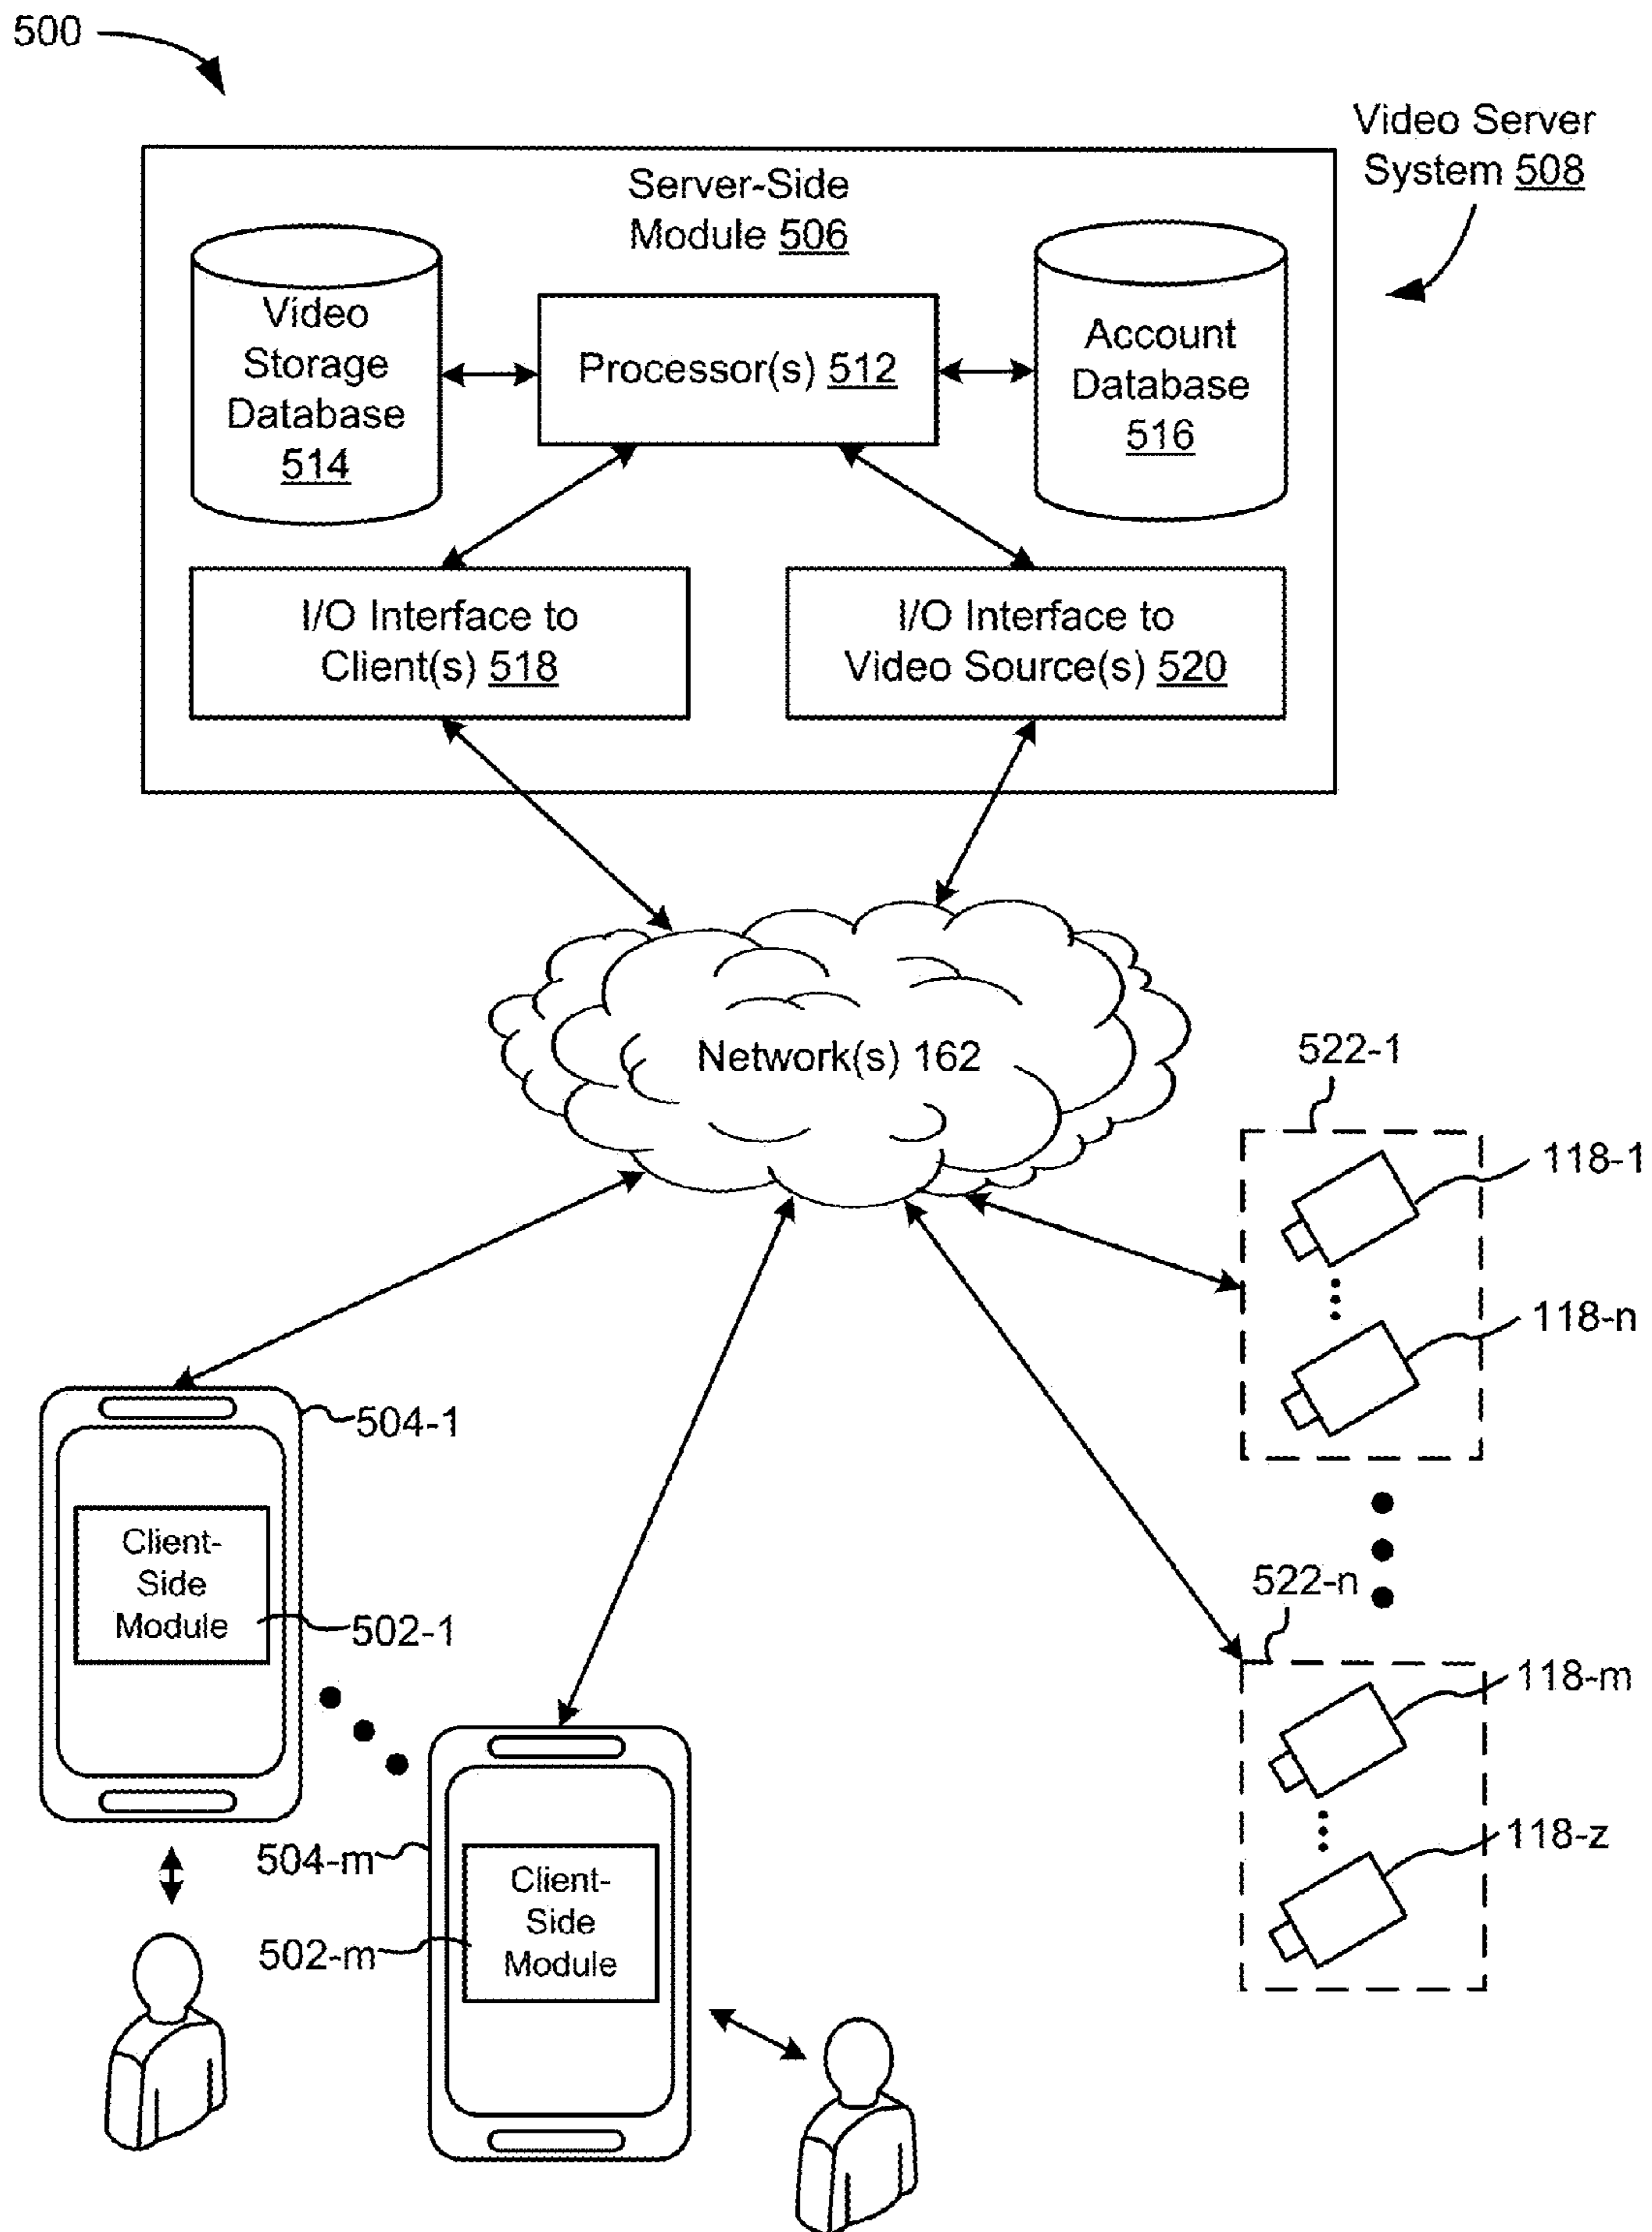 500
Video Server
System 508
Server-Side
Module 506
Video
Storage
Database
514
Processor(s) 512
Account
Database
516
I/O Interface to
Client(s) 518
I/O Interface to
Video Source(s) 520
Network(s) 162
522-1
118-1
118-n
504-1
Client-
Side
Module
502-1
522-n
118-m
118-z
504-m
Client-
Side
Module
502-m